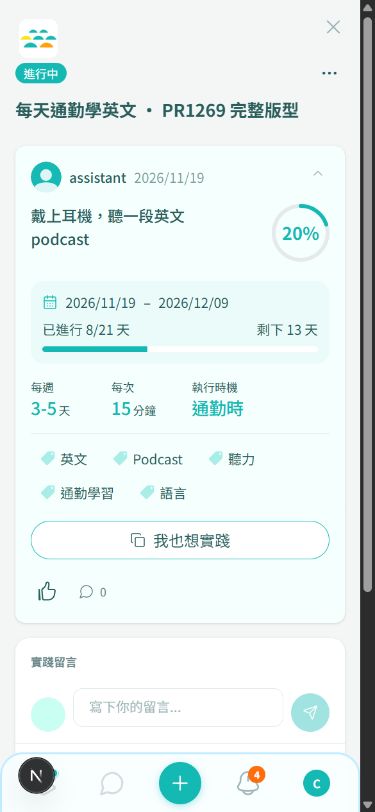 進行中
每天通勤學英文 · PR1269 完整版型
assistant 2026/11/19
戴上耳機，聽一段英文
podcast
20%
2026/11/19 – 2026/12/09
已進行 8/21 天 剩下 13 天
每週 每次 執行時機
3-5 天 15 分鐘 通勤時
英文 Podcast 聽力
通勤學習 語言
我也想實踐
0
實踐留言
寫下你的留言...
N 4 C